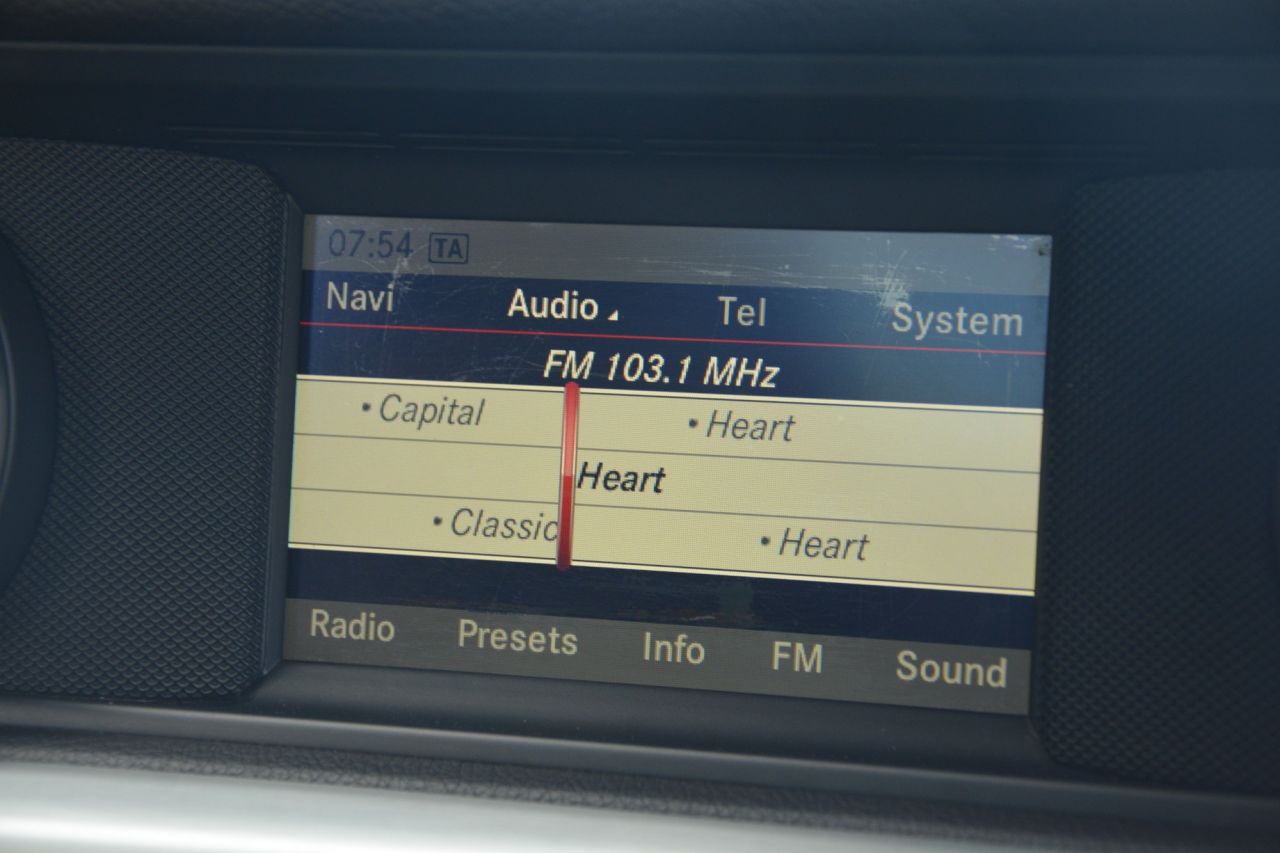 07:54 TA
Navi Audio Tel System
FM 103.1 MHz
• Capital • Heart
Heart
• Classic • Heart
Radio Presets Info FM Sound